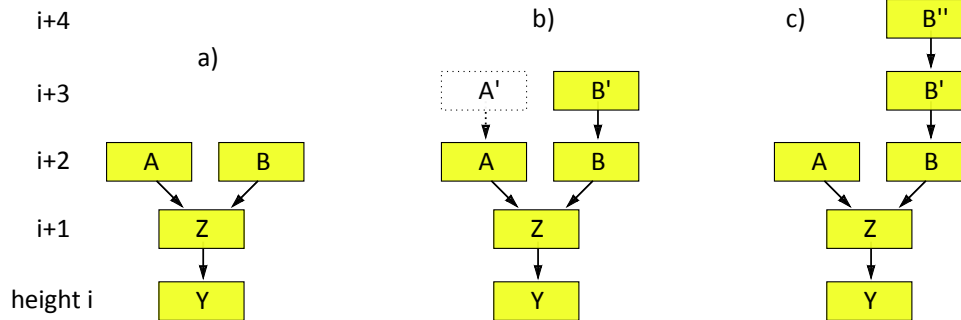 i+4 b) c) B''
a)
i+3 A' B' B'
i+2 A B A B A B
i+1 Z Z Z
height i Y Y Y